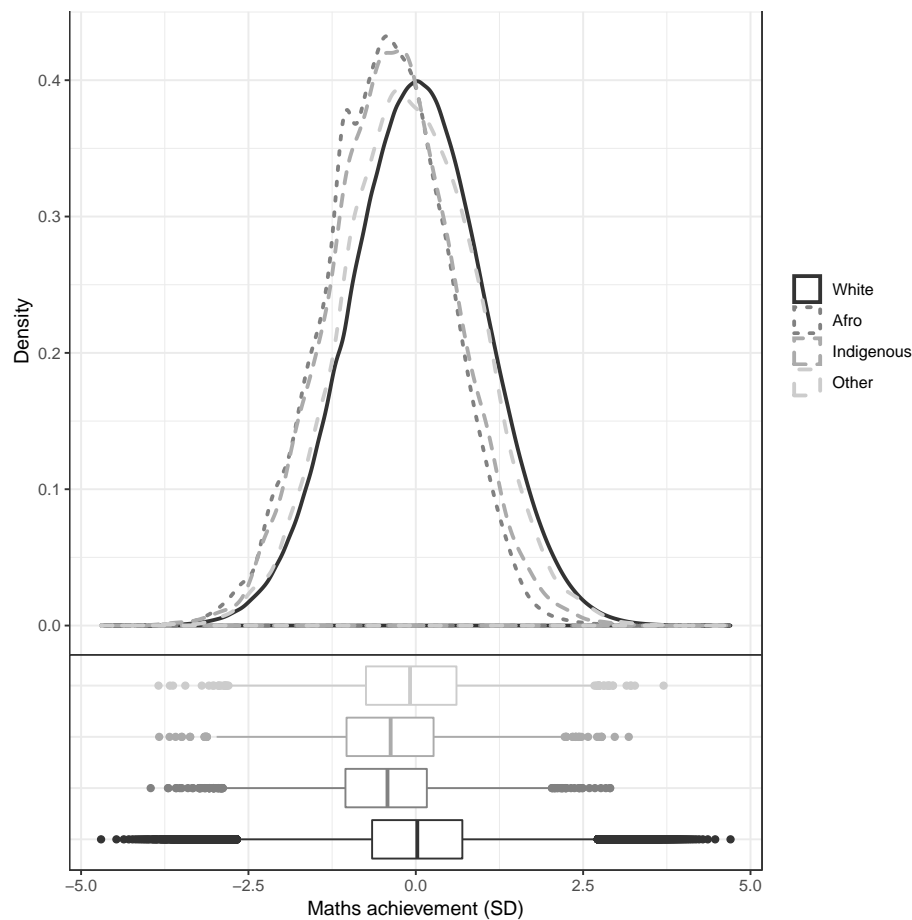 0.4
0.3
0.2
0.1
0.0
Density
−5.0 −2.5 0.0 2.5 5.0
Maths achievement (SD)
White
Afro
Indigenous
Other